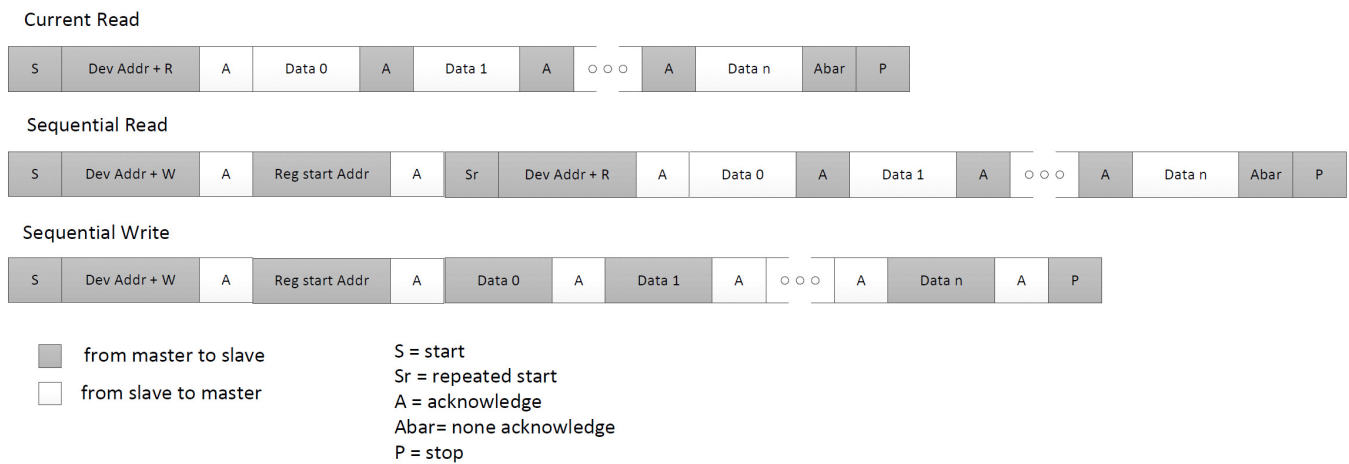 Current Read
S Dev Addr + R A Data 0 A Data 1 A A Data n Abar P
Sequential Read
S Dev Addr + W A Reg start Addr A Sr Dev Addr + R A Data 0 A Data 1 A A Data n Abar P
Sequential Write
S Dev Addr + W A Reg start Addr A Data 0 A Data 1 A A Data n A P
from master to slave
from slave to master
S = start
Sr = repeated start
A = acknowledge
Abar= none acknowledge
P = stop